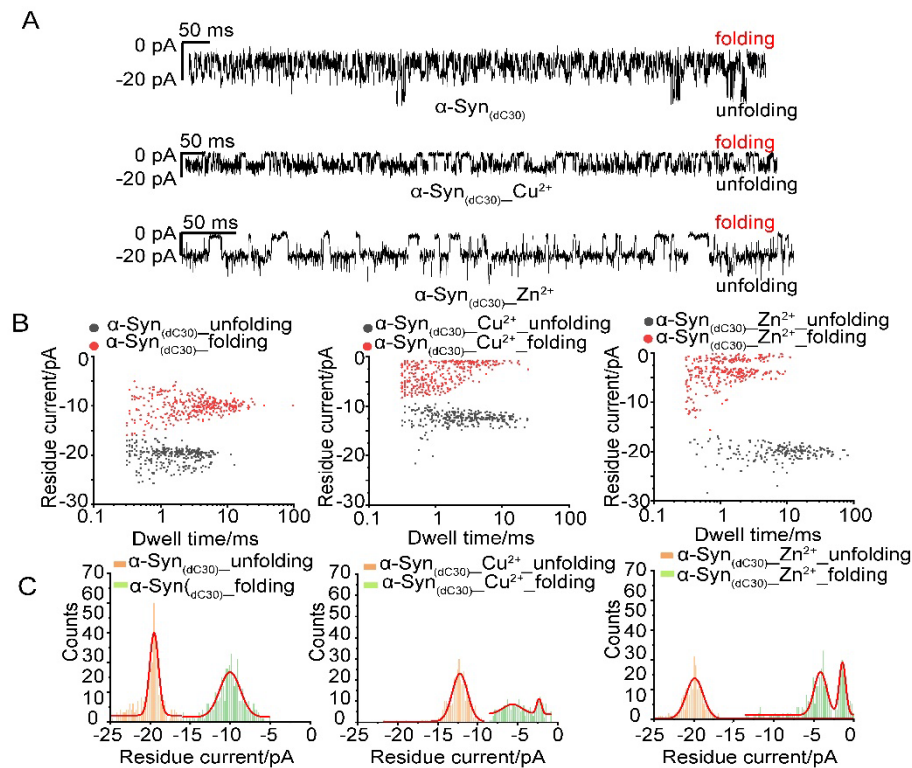 A
50 ms
0 pA
-20 pA
folding
α-Syn(dC30)
unfolding
50 ms
0 pA
-20 pA
folding
α-Syn(dC30)_Cu²⁺
unfolding
50 ms
0 pA
-20 pA
folding
α-Syn(dC30)_Zn²⁺
unfolding
B
α-Syn(dC30)_unfolding
α-Syn(dC30)_folding
Residue current/pA
0
-10
-20
-30
0.1 1 10 100
Dwell time/ms
α-Syn(dC30)_Cu²⁺_unfolding
α-Syn(dC30)_Cu²⁺_folding
Residue current/pA
0
-10
-20
-30
0.1 1 10 100
Dwell time/ms
α-Syn(dC30)_Zn²⁺_unfolding
α-Syn(dC30)_Zn²⁺_folding
Residue current/pA
0
-10
-20
-30
0.1 1 10 100
Dwell time/ms
C
α-Syn(dC30)_unfolding
α-Syn(dC30)_folding
Counts
70
60
50
40
30
20
10
0
-25 -20 -15 -10 -5 0
Residue current/pA
α-Syn(dC30)_Cu²⁺_unfolding
α-Syn(dC30)_Cu²⁺_folding
Counts
70
60
50
40
30
20
10
0
-25 -20 -15 -10 -5 0
Residue current/pA
α-Syn(dC30)_Zn²⁺_unfolding
α-Syn(dC30)_Zn²⁺_folding
Counts
70
60
50
40
30
20
10
0
-25 -20 -15 -10 -5 0
Residue current/pA